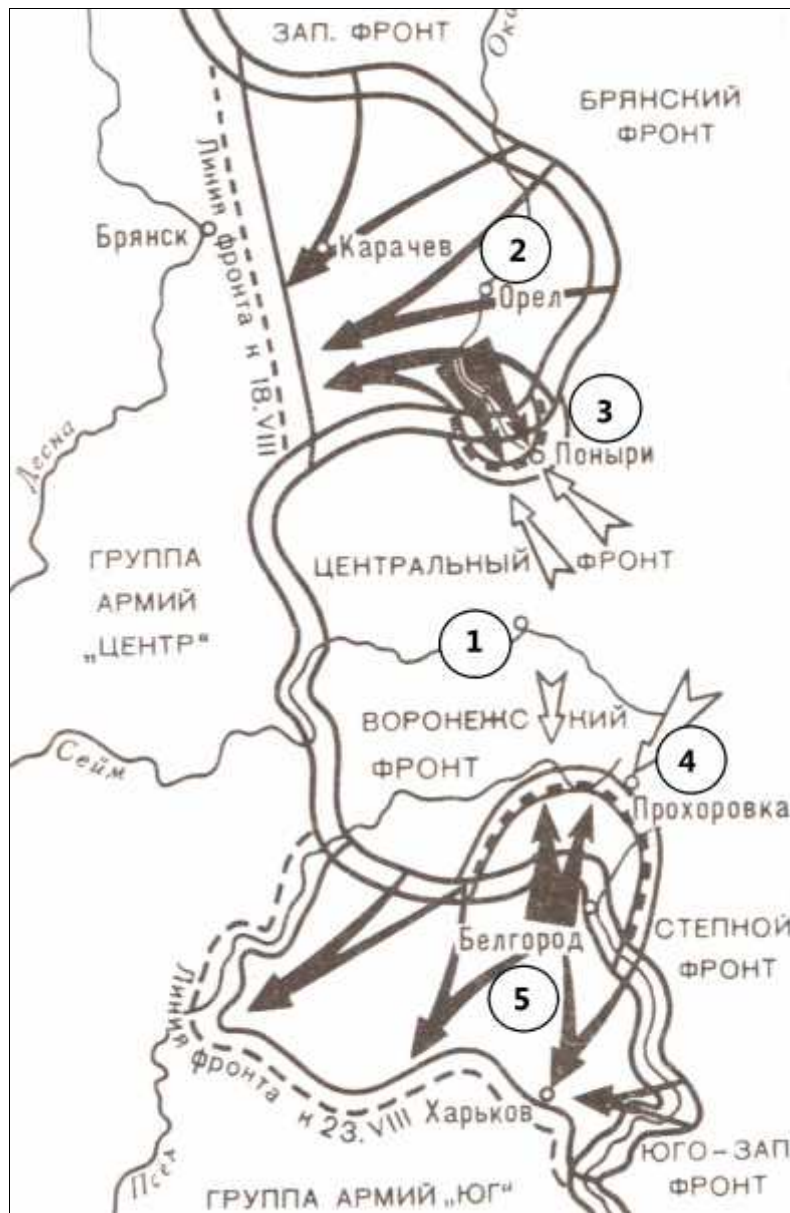 ЗАП. ФРОНТ
Ока
БРЯНСКИЙ
ФРОНТ
Линия фронта к 18.VIII
Брянск
Карачев
2
Орел
3
Поныри
Десна
ГРУППА
АРМИЙ
„ЦЕНТР"
ЦЕНТРАЛЬНЫЙ ФРОНТ
1
ВОРОНЕЖСКИЙ
ФРОНТ
Сейм
4
Прохоровка
Белгород
СТЕПНОЙ
ФРОНТ
5
Линия фронта к 23.VIII
Харьков
Псел
ЮГО-ЗАП
ФРОНТ
ГРУППА АРМИЙ „ЮГ"